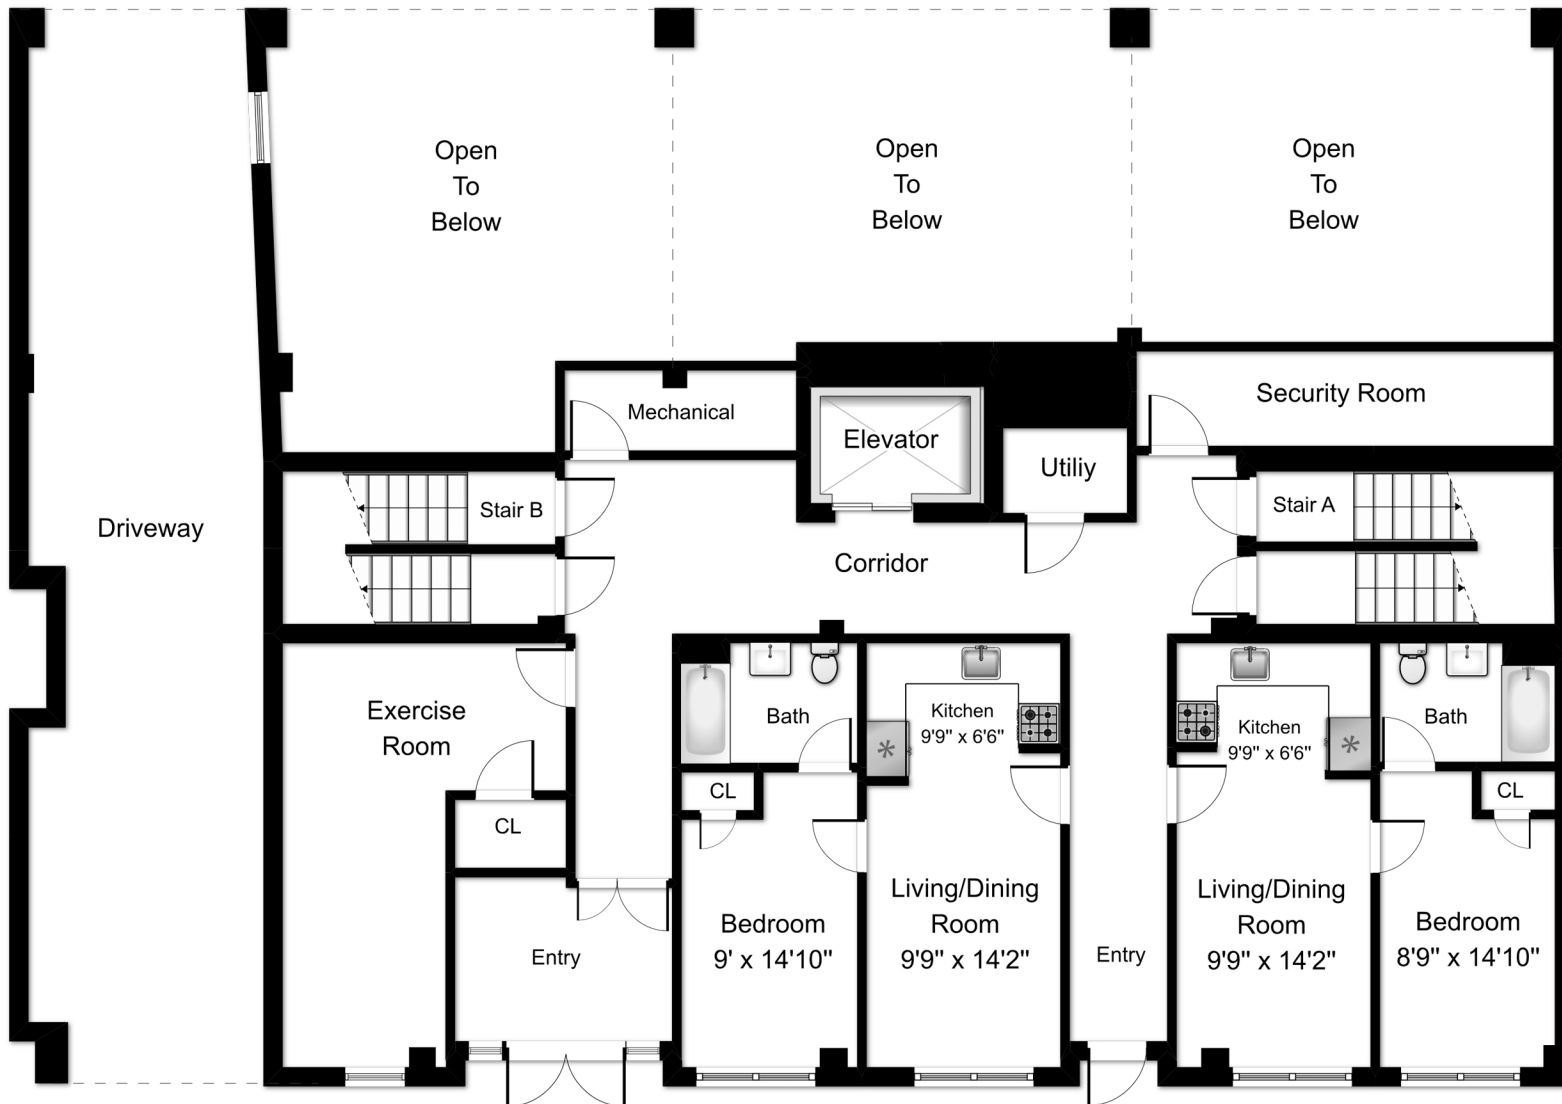 Open
To
Below
Open
To
Below
Open
To
Below
Mechanical
Elevator
Utiliy
Security Room
Driveway
Stair B
Corridor
Stair A
Exercise
Room
CL
Bath
CL
Kitchen
9'9" x 6'6"
Kitchen
9'9" x 6'6"
Bath
CL
Entry
Bedroom
9' x 14'10"
Living/Dining
Room
9'9" x 14'2"
Entry
Living/Dining
Room
9'9" x 14'2"
Bedroom
8'9" x 14'10"